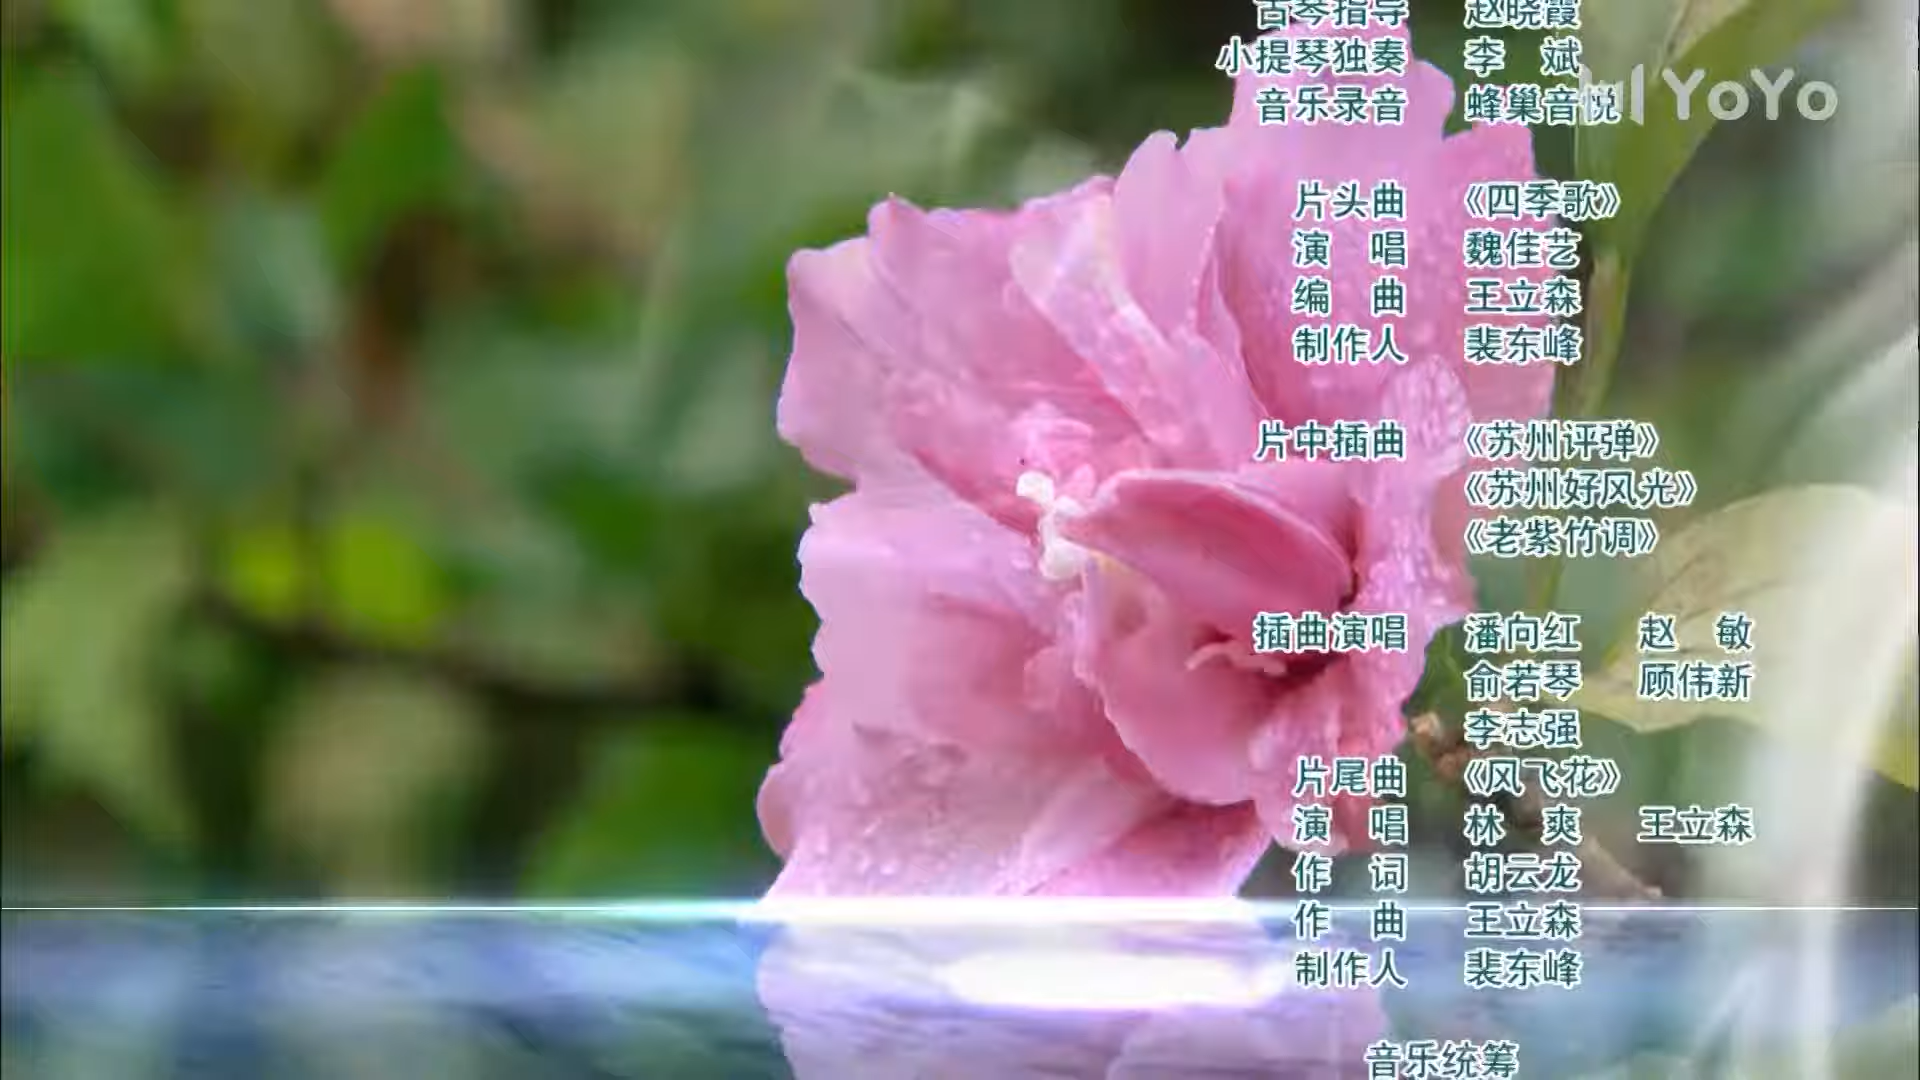 古琴指导 赵晓霞
小提琴独奏 李 斌
音乐录音 蜂巢音悦
YoYo
片头曲 《四季歌》
演 唱 魏佳艺
编 曲 王立森
制作人 裴东峰
片中插曲 《苏州评弹》
《苏州好风光》
《老紫竹调》
插曲演唱 潘向红 赵 敏
俞若琴 顾伟新
李志强
片尾曲 《风飞花》
演 唱 林 爽 王立森
作 词 胡云龙
作 曲 王立森
制作人 裴东峰
音乐统筹